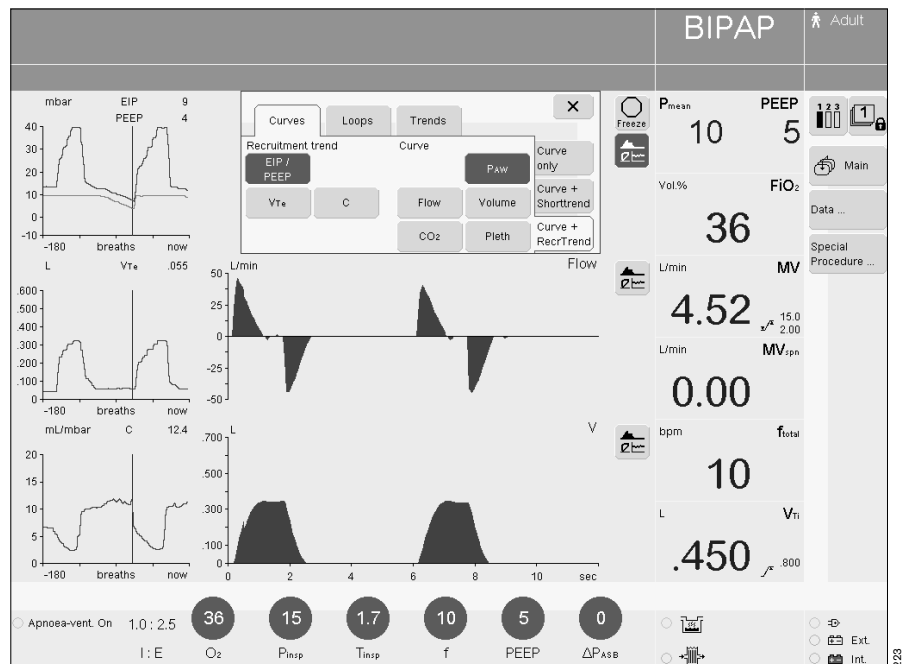 BIPAP
Adult
mbar EIP 9
PEEP 4
40
30
20
10
0
-10
-180 breaths now
Curves Loops Trends
Recruitment trend Curve
EIP / PEEP
PAW
VTe C Flow Volume
CO2 Pleth
Curve only
Curve + Shorttrend
Curve + RecrTrend
Freeze
Pmean PEEP
10 5
Vol.% FiO2
36
L/min MV
4.52 15.0
2.00
L/min MVspn
0.00
bpm ftotal
10
L VTi
.450 .800
1 2 3
1
Main
Data ...
Special Procedure ...
L VTe .055
.600
.500
.400
.300
.200
.100
0
-180 breaths now
L/min Flow
50
25
0
-25
-50
mL/mbar C 12.4
20
15
10
5
0
-180 breaths now
L V
.700
.500
.300
.100
0
0 2 4 6 8 10 sec
Apnoea-vent. On 1.0 : 2.5 36 15 1.7 10 5 0
I : E O2 Pinsp Tinsp f PEEP ΔPASB
Ext.
Int.
223